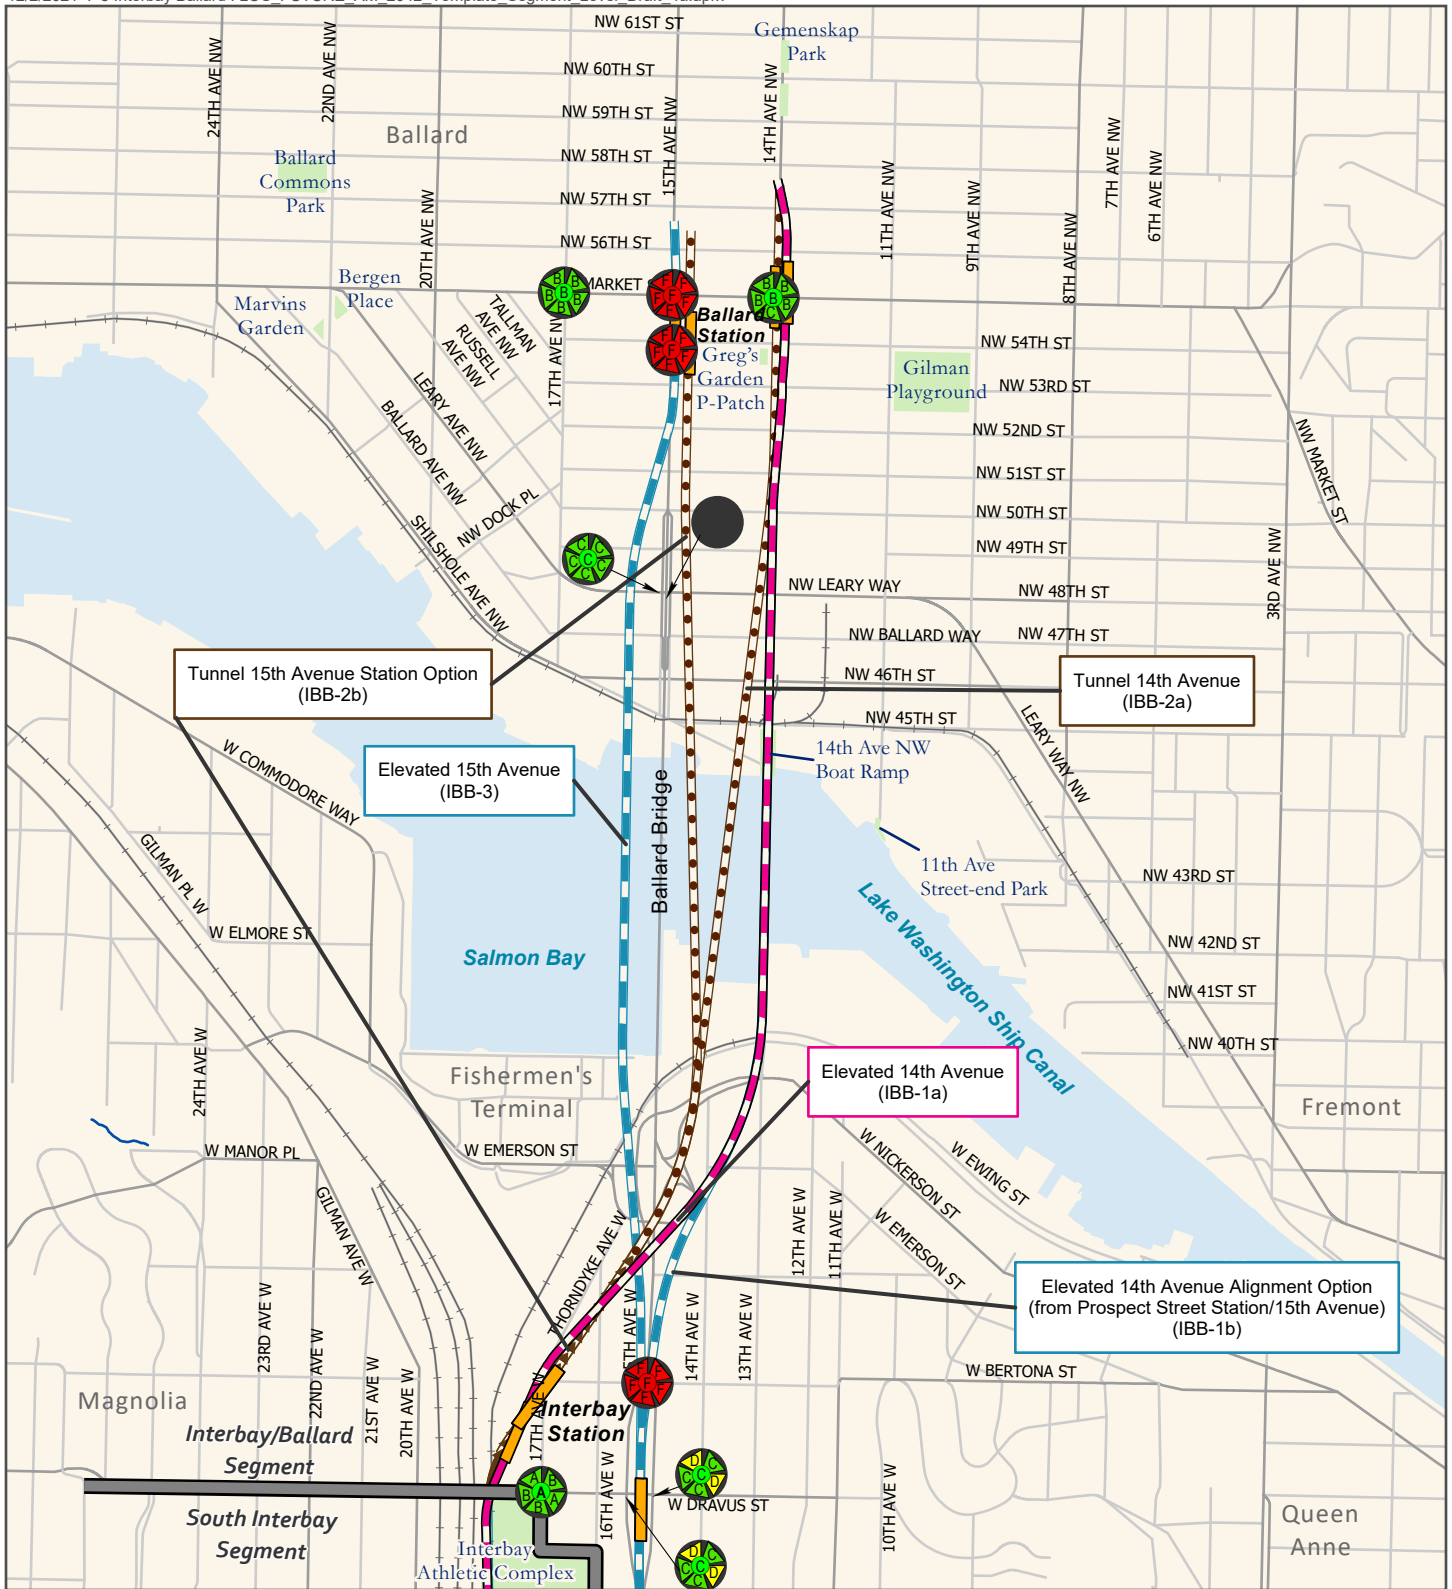 NW 61ST ST
Gemenskap
Park
NW 60TH ST
24TH AVE NW
22ND AVE NW
NW 59TH ST
15TH AVE NW
14TH AVE NW
Ballard
NW 58TH ST
Ballard
Commons
Park
NW 57TH ST
20TH AVE NW
11TH AVE NW
9TH AVE NW
8TH AVE NW
7TH AVE NW
6TH AVE NW
NW 56TH ST
Bergen
Place
Marvins
Garden
MARKET
TALLMAN
AVE NW
RUSSELL
AVE NW
17TH AVE NW
Ballard
Station
Greg's
Garden
P-Patch
Gilman
Playground
NW 54TH ST
NW 53RD ST
NW 52ND ST
NW 51ST ST
NW 50TH ST
NW 49TH ST
NW 48TH ST
NW 47TH ST
NW MARKET ST
3RD AVE NW
LEARY AVE NW
BALLARD AVE NW
NW DOCK PL
SHILSHOLE AVE NW
NW LEARY WAY
NW BALLARD WAY
NW 46TH ST
NW 45TH ST
Tunnel 15th Avenue Station Option
(IBB-2b)
Tunnel 14th Avenue
(IBB-2a)
Elevated 15th Avenue
(IBB-3)
14th Ave NW
Boat Ramp
LEARY WAY NW
W COMMODORE WAY
GILMAN PL W
W ELMORE ST
Ballard Bridge
11th Ave
Street-end Park
NW 43RD ST
NW 42ND ST
NW 41ST ST
NW 40TH ST
Salmon Bay
Lake Washington Ship Canal
24TH AVE W
Fishermen's
Terminal
Elevated 14th Avenue
(IBB-1a)
Fremont
W MANOR PL
W EMERSON ST
W NICKERSON ST
W EWING ST
W EMERSON ST
GILMAN AVE W
THORNDYKE AVE W
12TH AVE W
11TH AVE W
Elevated 14th Avenue Alignment Option
(from Prospect Street Station/15th Avenue)
(IBB-1b)
23RD AVE W
22ND AVE W
21ST AVE W
20TH AVE W
17TH AVE W
15TH AVE W
14TH AVE W
13TH AVE W
W BERTONA ST
Magnolia
Interbay/Ballard
Segment
South Interbay
Segment
Interbay
Station
16TH AVE W
W DRAVUS ST
10TH AVE W
Interbay
Athletic Complex
Queen
Anne